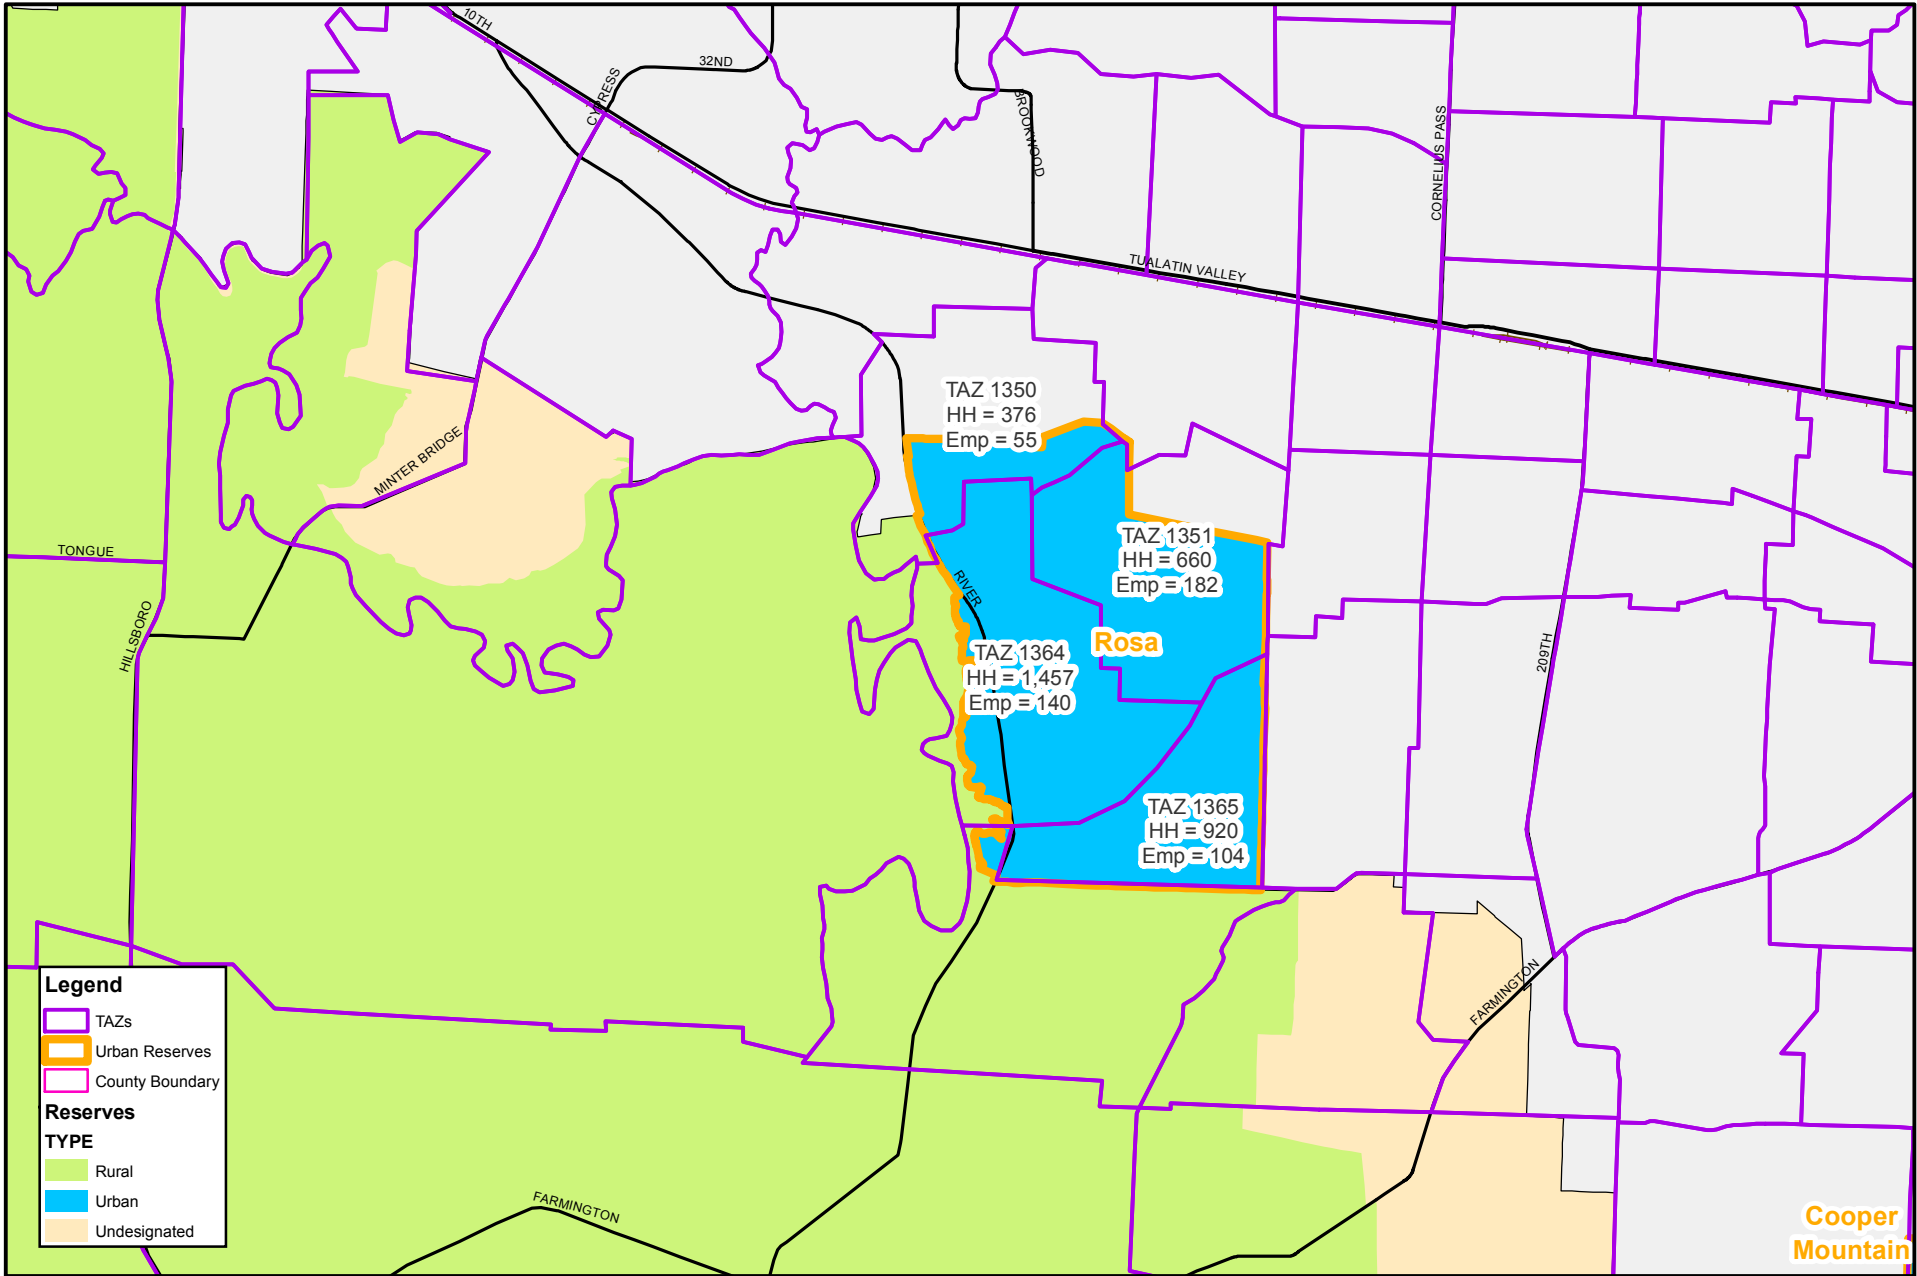 10TH
32ND
CYPRESS
BROOKWOOD
CORNELIUS PASS
TUALATIN VALLEY
TAZ 1350
HH = 376
Emp = 55
MINTER BRIDGE
TONGUE
TAZ 1351
HH = 660
Emp = 182
RIVER
HILLSBORO
Rosa
209TH
TAZ 1364
HH = 1,457
Emp = 140
TAZ 1365
HH = 920
Emp = 104
FARMINGTON
Legend
TAZs
Urban Reserves
County Boundary
Reserves
TYPE
Rural
Urban
Undesignated
FARMINGTON
Cooper
Mountain